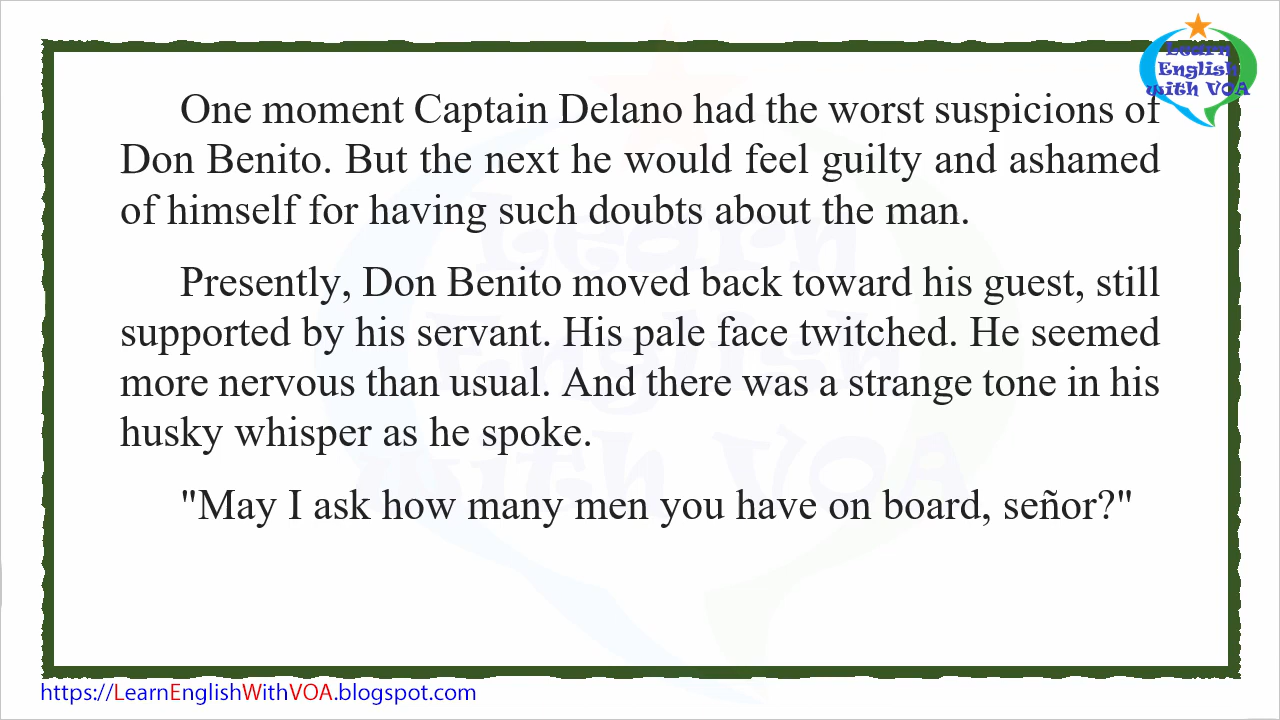 Learn
English
with VOA
One moment Captain Delano had the worst suspicions of
Don Benito. But the next he would feel guilty and ashamed
of himself for having such doubts about the man.
Presently, Don Benito moved back toward his guest, still
supported by his servant. His pale face twitched. He seemed
more nervous than usual. And there was a strange tone in his
husky whisper as he spoke.
"May I ask how many men you have on board, señor?"
Learn
English
with VOA
https://LearnEnglishWithVOA.blogspot.com